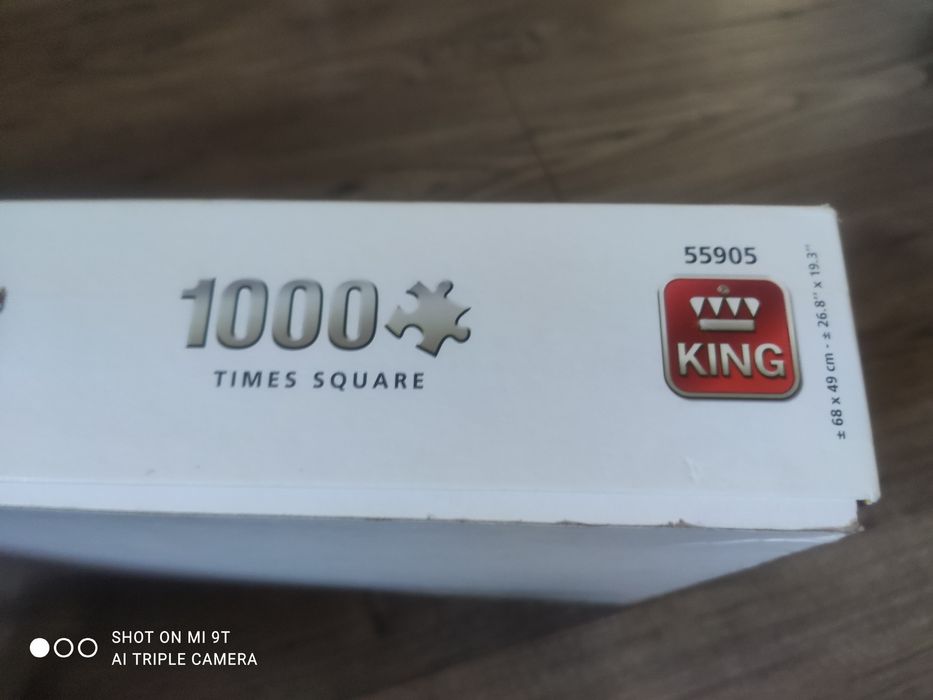 1000
TIMES SQUARE
55905
KING
± 68 x 49 cm - ± 26.8" x 19.3"
SHOT ON MI 9T
AI TRIPLE CAMERA